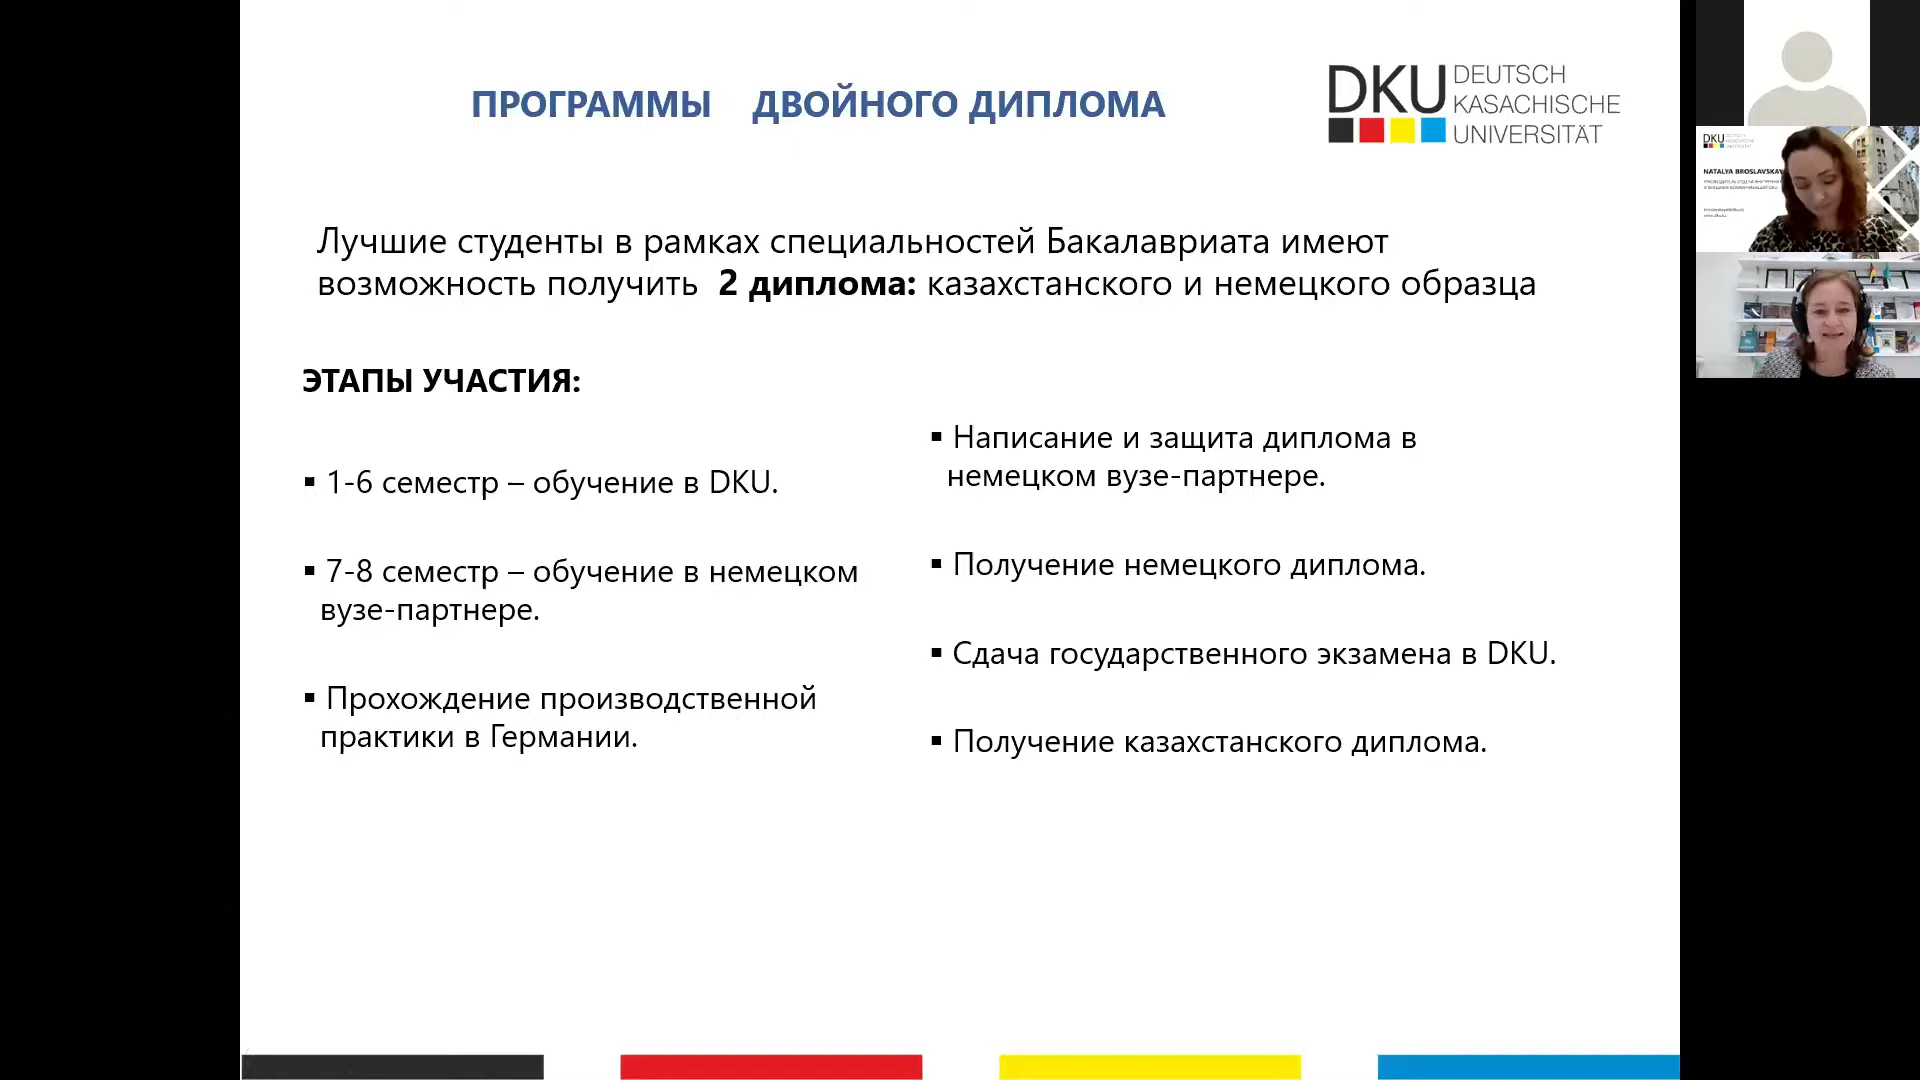 ПРОГРАММЫ ДВОЙНОГО ДИПЛОМА
DKU DEUTSCH
KASACHISCHE
UNIVERSITÄT
Лучшие студенты в рамках специальностей Бакалавриата имеют
возможность получить 2 диплома: казахстанского и немецкого образца
ЭТАПЫ УЧАСТИЯ:
▪ 1-6 семестр – обучение в DKU.
▪ 7-8 семестр – обучение в немецком
вузе-партнере.
▪ Прохождение производственной
практики в Германии.
▪ Написание и защита диплома в
немецком вузе-партнере.
▪ Получение немецкого диплома.
▪ Сдача государственного экзамена в DKU.
▪ Получение казахстанского диплома.
DKU
NATALYA